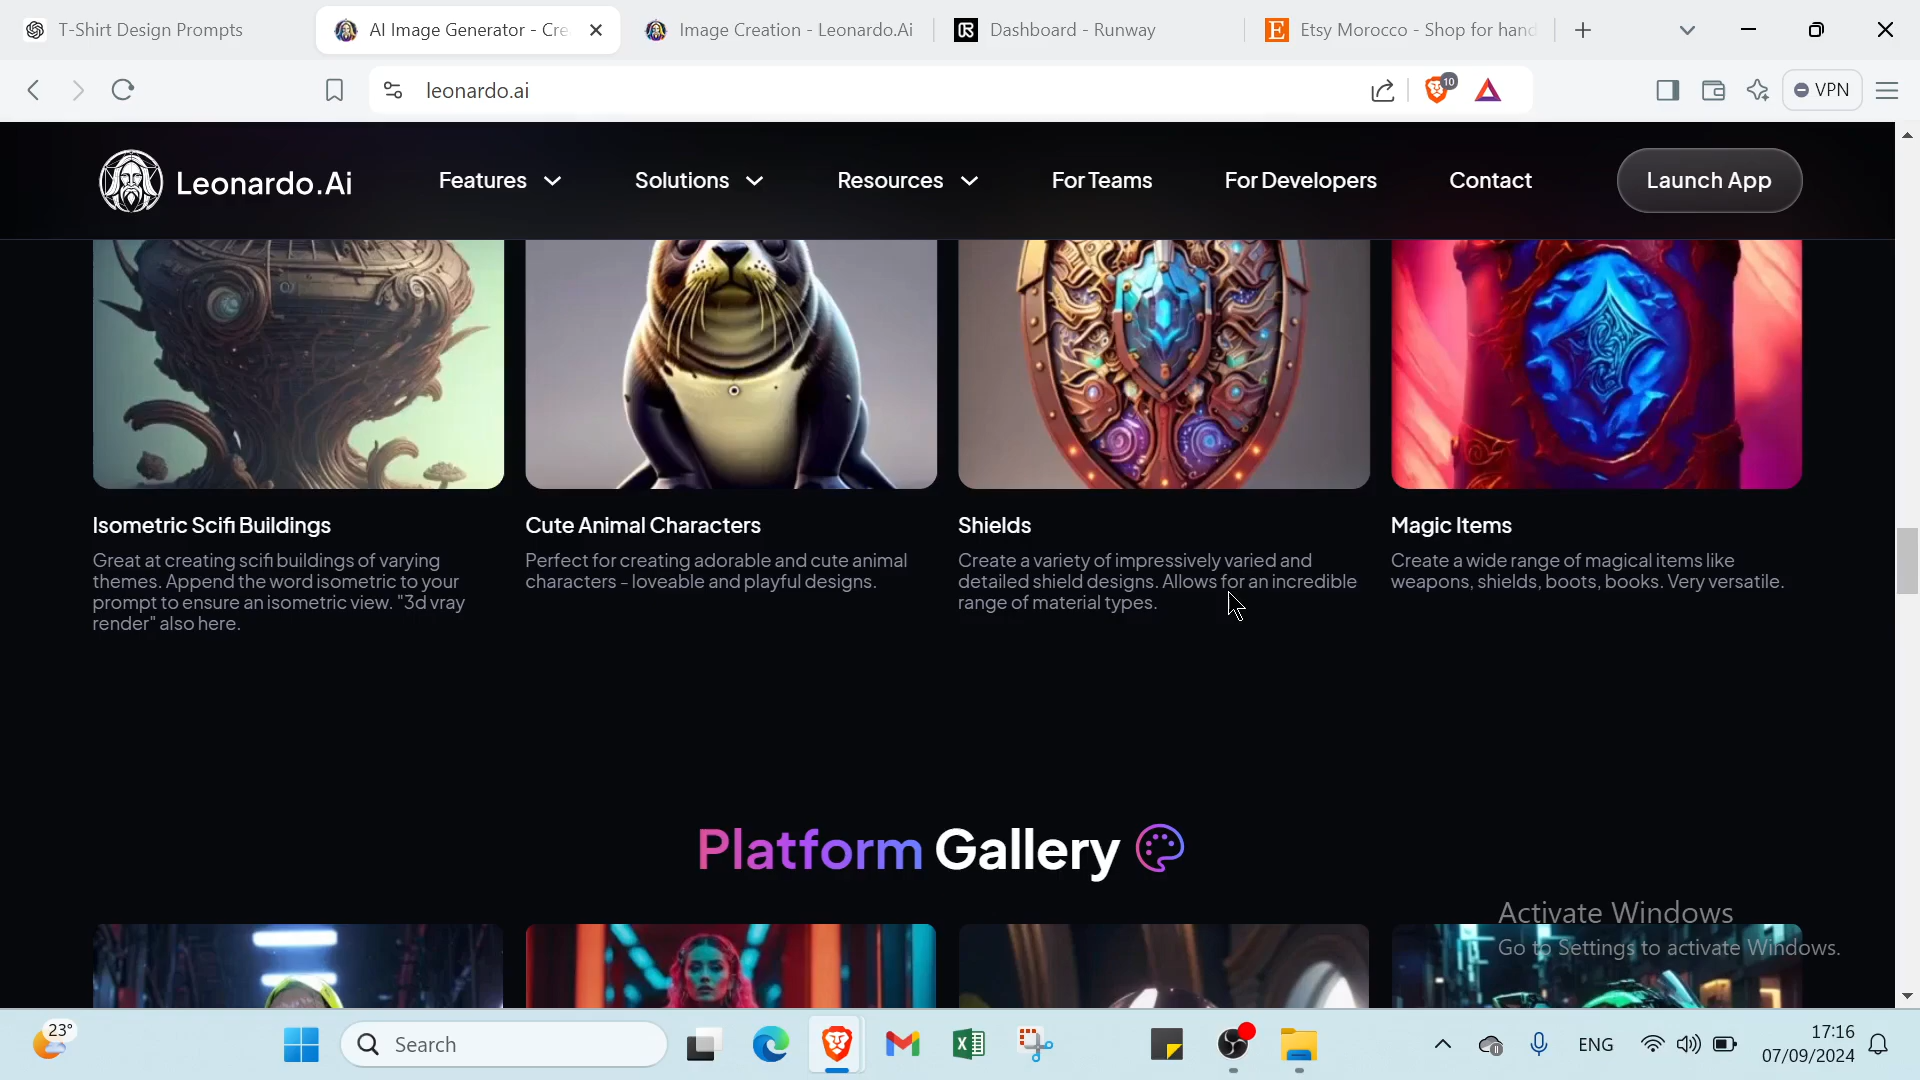 T-Shirt Design Prompts
AI Image Generator - Cre
Image Creation - Leonardo.Ai
Dashboard - Runway
Etsy Morocco - Shop for hand
leonardo.ai
10
VPN
Leonardo.Ai
Features
Solutions
Resources
For Teams
For Developers
Contact
Launch App
Isometric Scifi Buildings
Great at creating scifi buildings of varying
themes. Append the word isometric to your
prompt to ensure an isometric view. "3d vray
render" also here.
Cute Animal Characters
Perfect for creating adorable and cute animal
characters - loveable and playful designs.
Shields
Create a variety of impressively varied and
detailed shield designs. Allows for an incredible
range of material types.
Magic Items
Create a wide range of magical items like
weapons, shields, boots, books. Very versatile.
Platform Gallery
Activate Windows
Go to Settings to activate Windows.
23°
Search
ENG
17:16
07/09/2024